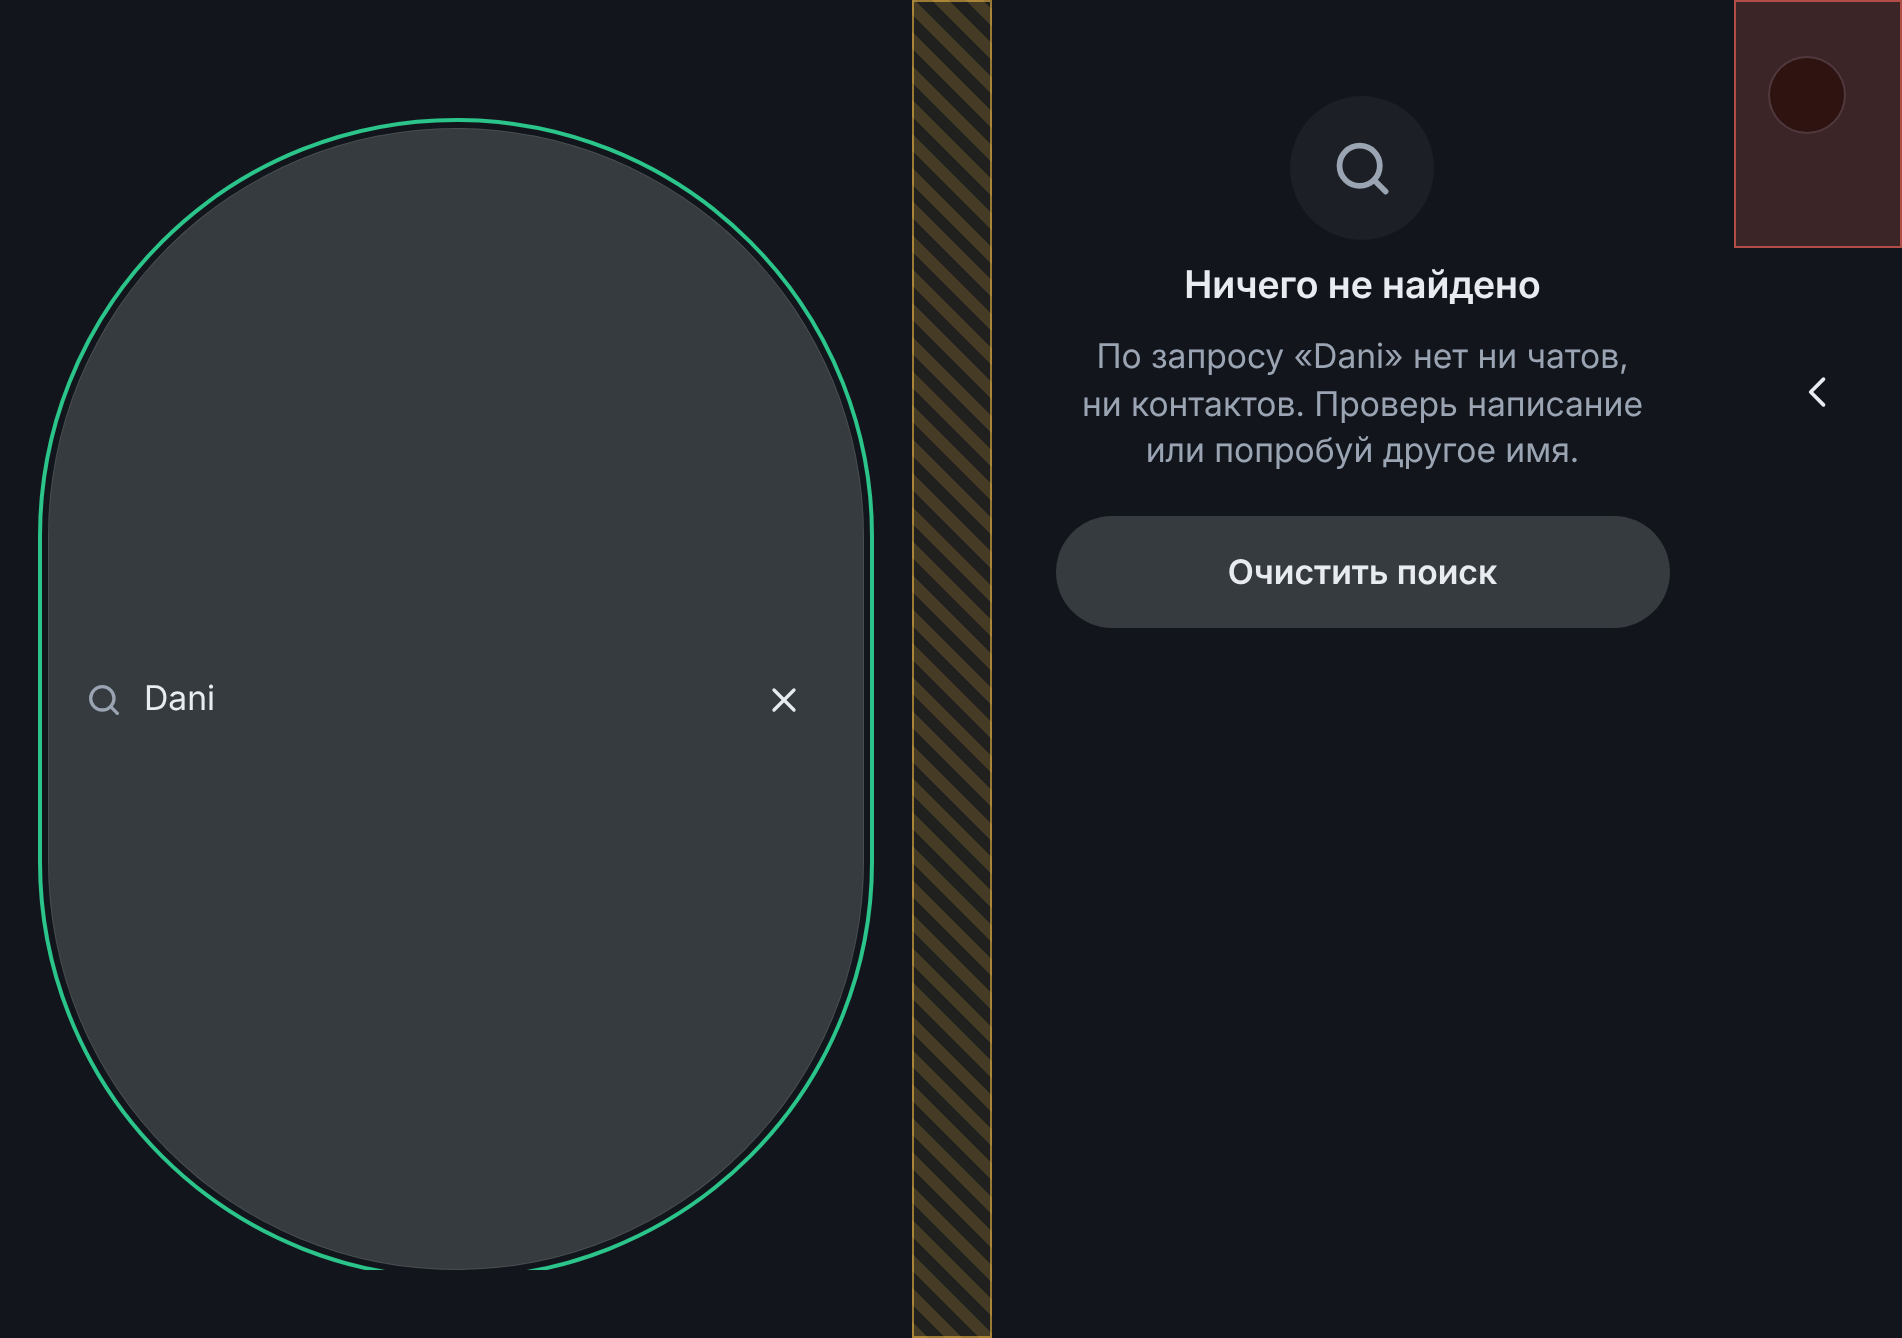 Dani
Ничего не найдено
По запросу «Dani» нет ни чатов,
ни контактов. Проверь написание
или попробуй другое имя.
Очистить поиск